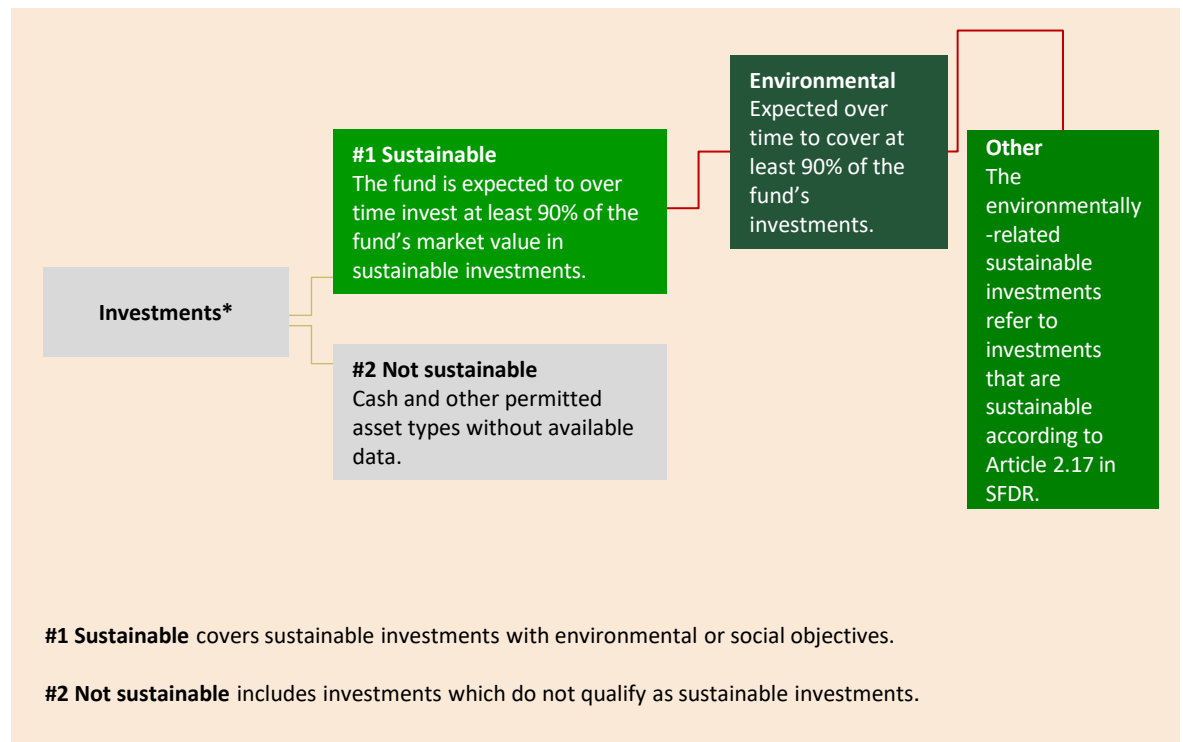 Investments*
#1 Sustainable
The fund is expected to over
time invest at least 90% of the
fund’s market value in
sustainable investments.
#2 Not sustainable
Cash and other permitted
asset types without available
data.
Environmental
Expected over
time to cover at
least 90% of the
fund’s
investments.
Other
The
environmentally
-related
sustainable
investments
refer to
investments
that are
sustainable
according to
Article 2.17 in
SFDR.
#1 Sustainable covers sustainable investments with environmental or social objectives.
#2 Not sustainable includes investments which do not qualify as sustainable investments.